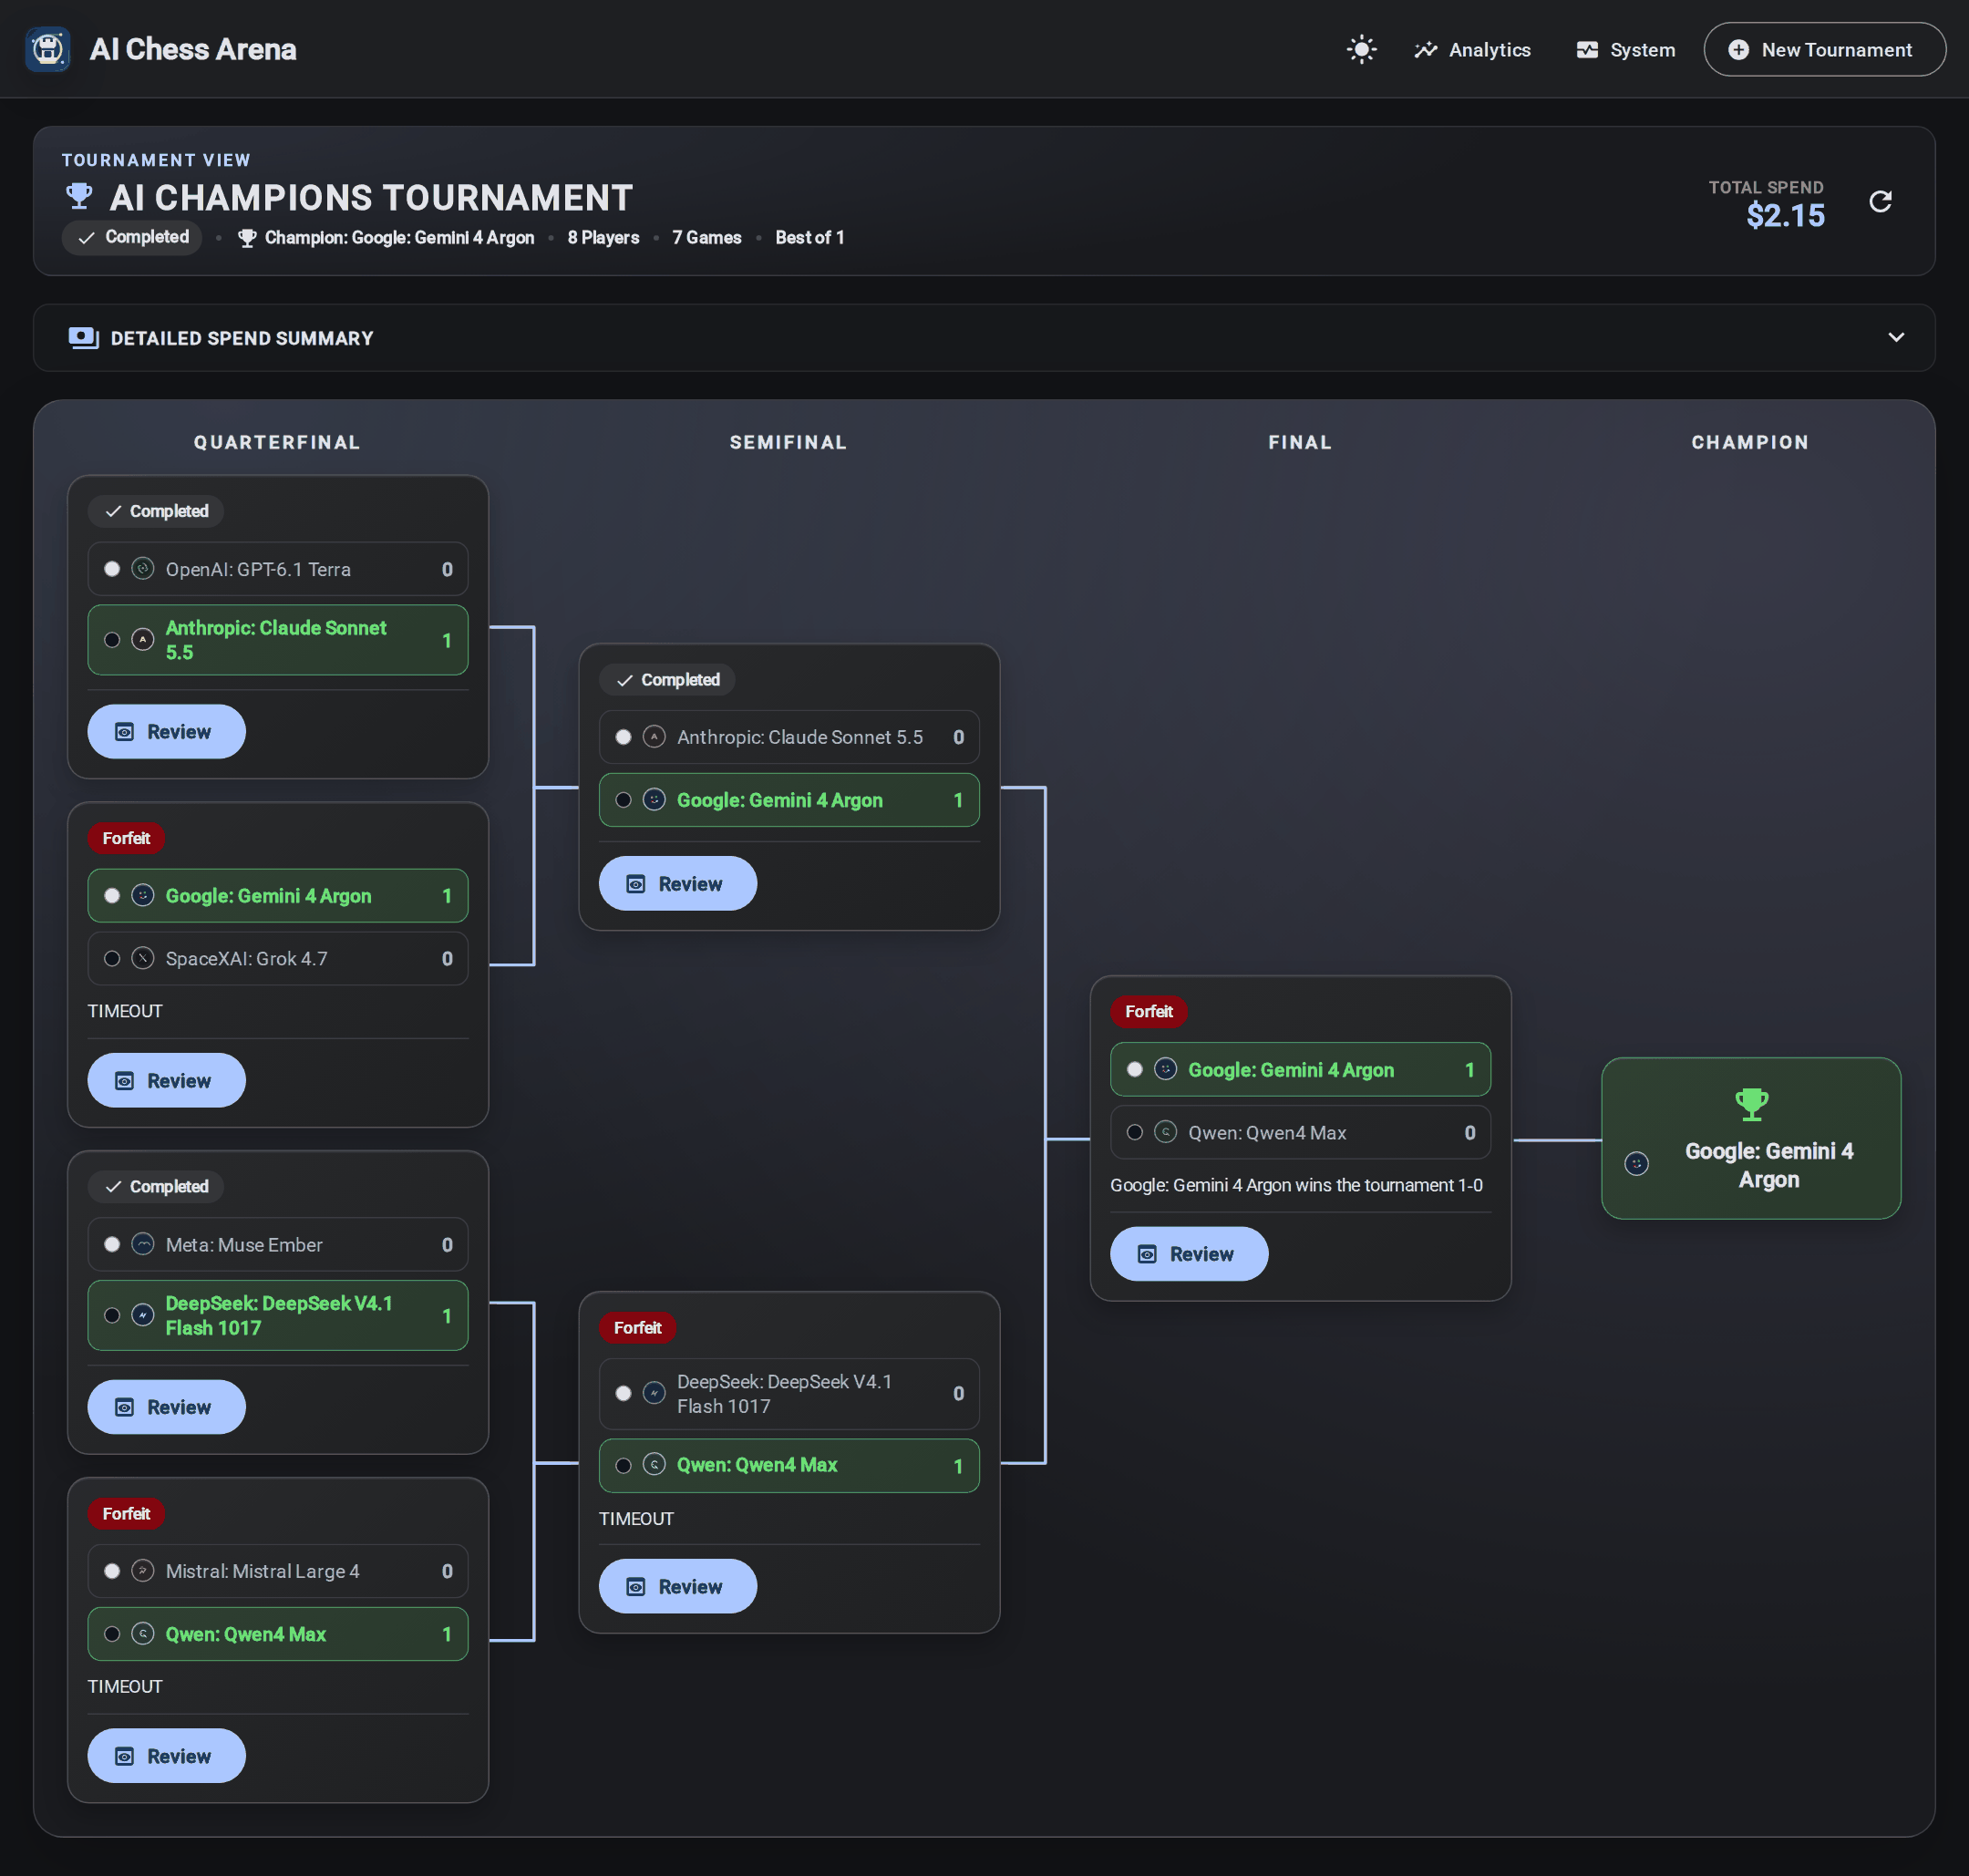 AI Chess Arena
Analytics
System
New Tournament
TOURNAMENT VIEW
AI CHAMPIONS TOURNAMENT
Completed • Champion: Google: Gemini 4 Argon • 8 Players • 7 Games • Best of 1
TOTAL SPEND
$2.15
DETAILED SPEND SUMMARY
QUARTERFINAL
Completed
OpenAI: GPT-6.1 Terra 0
Anthropic: Claude Sonnet
5.5 1
Review
Forfeit
Google: Gemini 4 Argon 1
SpaceXAI: Grok 4.7 0
TIMEOUT
Review
Completed
Meta: Muse Ember 0
DeepSeek: DeepSeek V4.1
Flash 1017 1
Review
Forfeit
Mistral: Mistral Large 4 0
Qwen: Qwen4 Max 1
TIMEOUT
Review
SEMIFINAL
Completed
Anthropic: Claude Sonnet 5.5 0
Google: Gemini 4 Argon 1
Review
Forfeit
DeepSeek: DeepSeek V4.1
Flash 1017 0
Qwen: Qwen4 Max 1
TIMEOUT
Review
FINAL
Forfeit
Google: Gemini 4 Argon 1
Qwen: Qwen4 Max 0
Google: Gemini 4 Argon wins the tournament 1-0
Review
CHAMPION
Google: Gemini 4
Argon